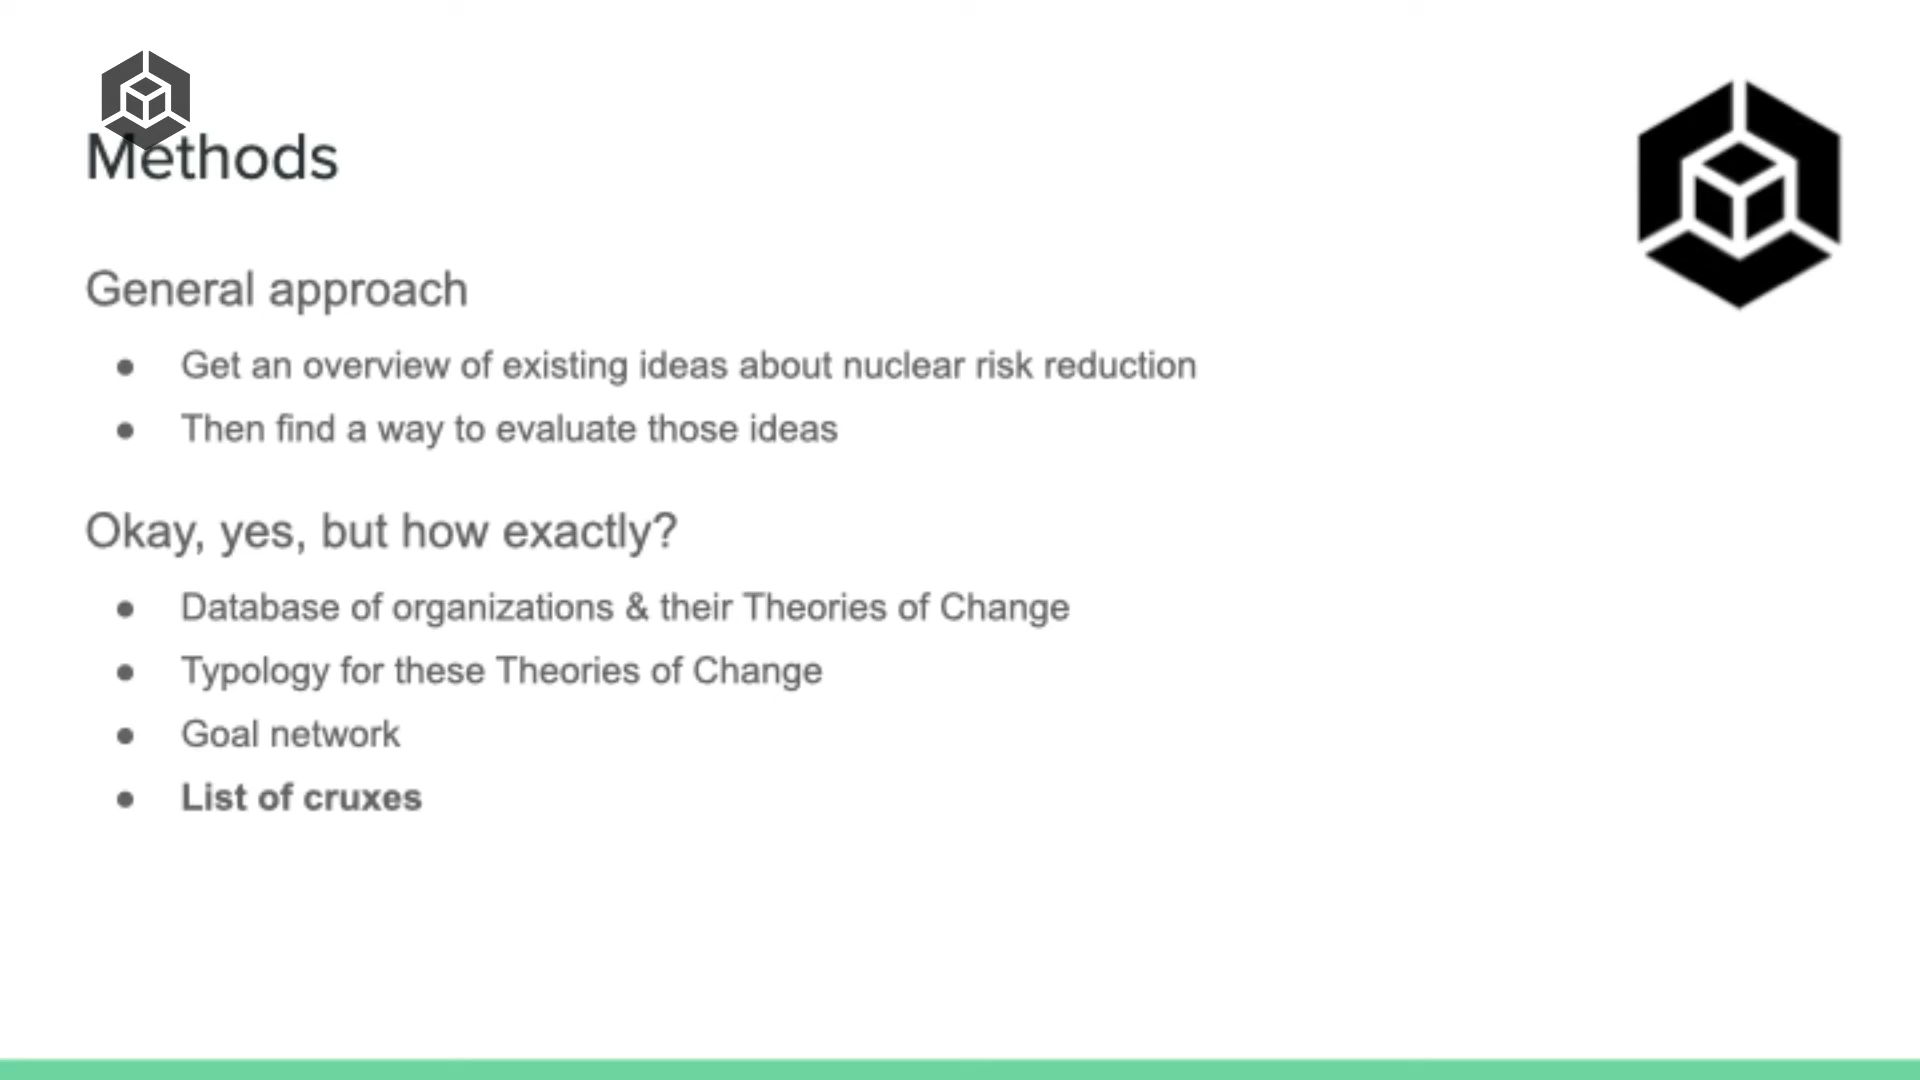 Methods
General approach
● Get an overview of existing ideas about nuclear risk reduction
● Then find a way to evaluate those ideas
Okay, yes, but how exactly?
● Database of organizations & their Theories of Change
● Typology for these Theories of Change
● Goal network
● List of cruxes